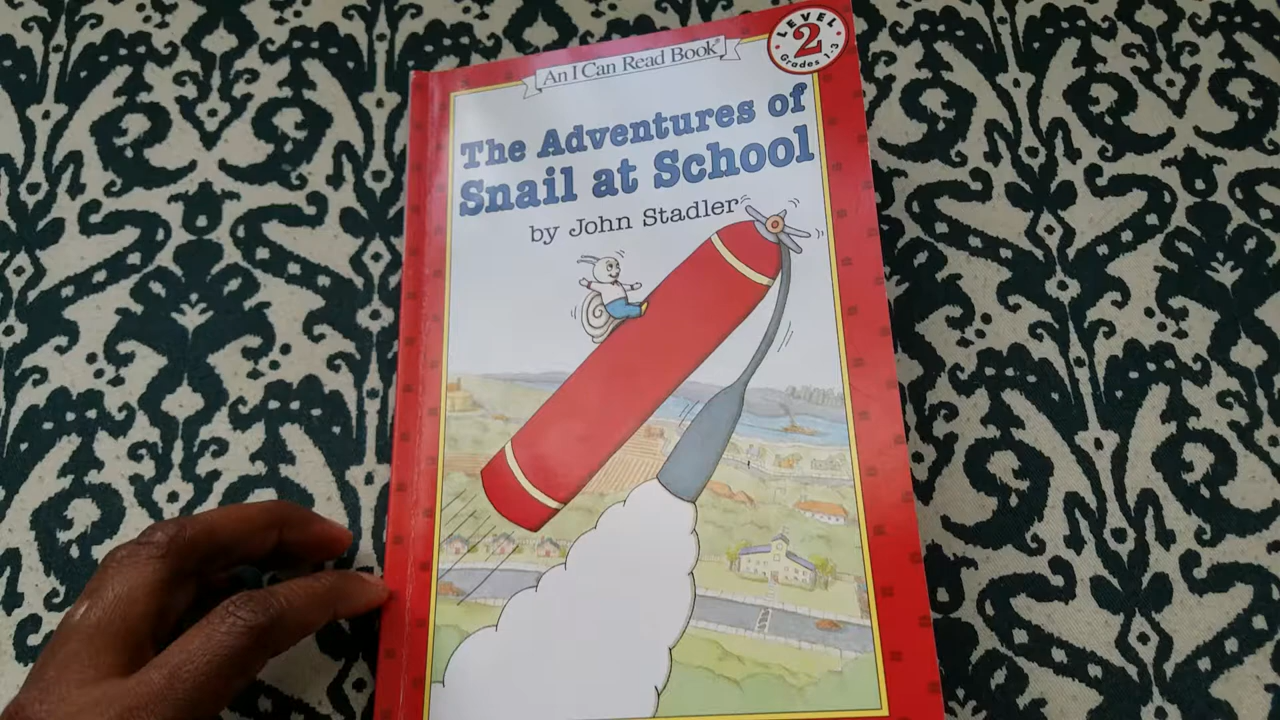 An I Can Read Book®
LEVEL
2
Grades 1-3
The Adventures of
Snail at School
by John Stadler